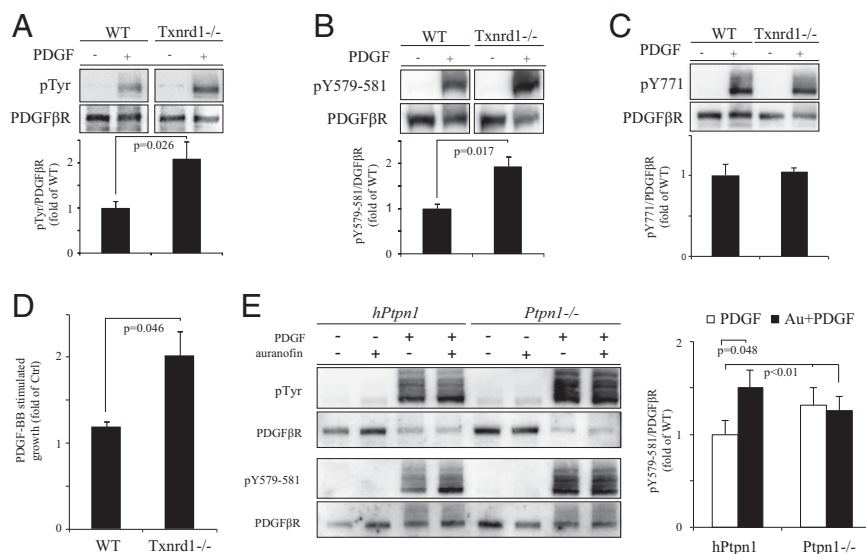 A
WT Txnrd1-/-
PDGF - + - +
pTyr
PDGFβR
p=0.026
pTyr/PDGFβR
(fold of WT)
2
1
0
B
WT Txnrd1-/-
PDGF - + - +
pY579-581
PDGFβR
p=0.017
pY579-581/DGFβR
(fold of WT)
2
1
0
C
WT Txnrd1-/-
PDGF - + - +
pY771
PDGFβR
pY771/PDGFβR
(fold of WT)
1
0
D
p=0.046
PDGF-BB stimulated
growth (fold of Ctrl)
2
1
0
WT Txnrd1-/-
E
hPtpn1 Ptpn1-/-
PDGF - - + + - - + +
auranofin - + - + - + - +
pTyr
PDGFβR
pY579-581
PDGFβR
PDGF Au+PDGF
p=0.048
p<0.01
pY579-581/PDGFβR
(fold of WT)
2
1
0
hPtpn1 Ptpn1-/-